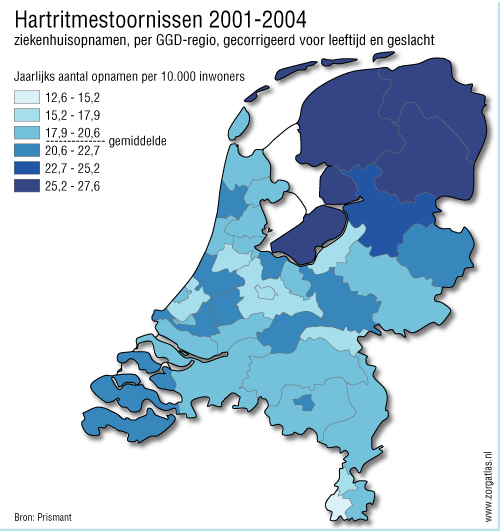 Hartritmestoornissen 2001-2004
ziekenhuisopnamen, per GGD-regio, gecorrigeerd voor leeftijd en geslacht
Jaarlijks aantal opnamen per 10.000 inwoners
12,6 - 15,2
15,2 - 17,9
17,9 - 20,6
gemiddelde
20,6 - 22,7
22,7 - 25,2
25,2 - 27,6
Bron: Prismant
www.zorgatlas.nl